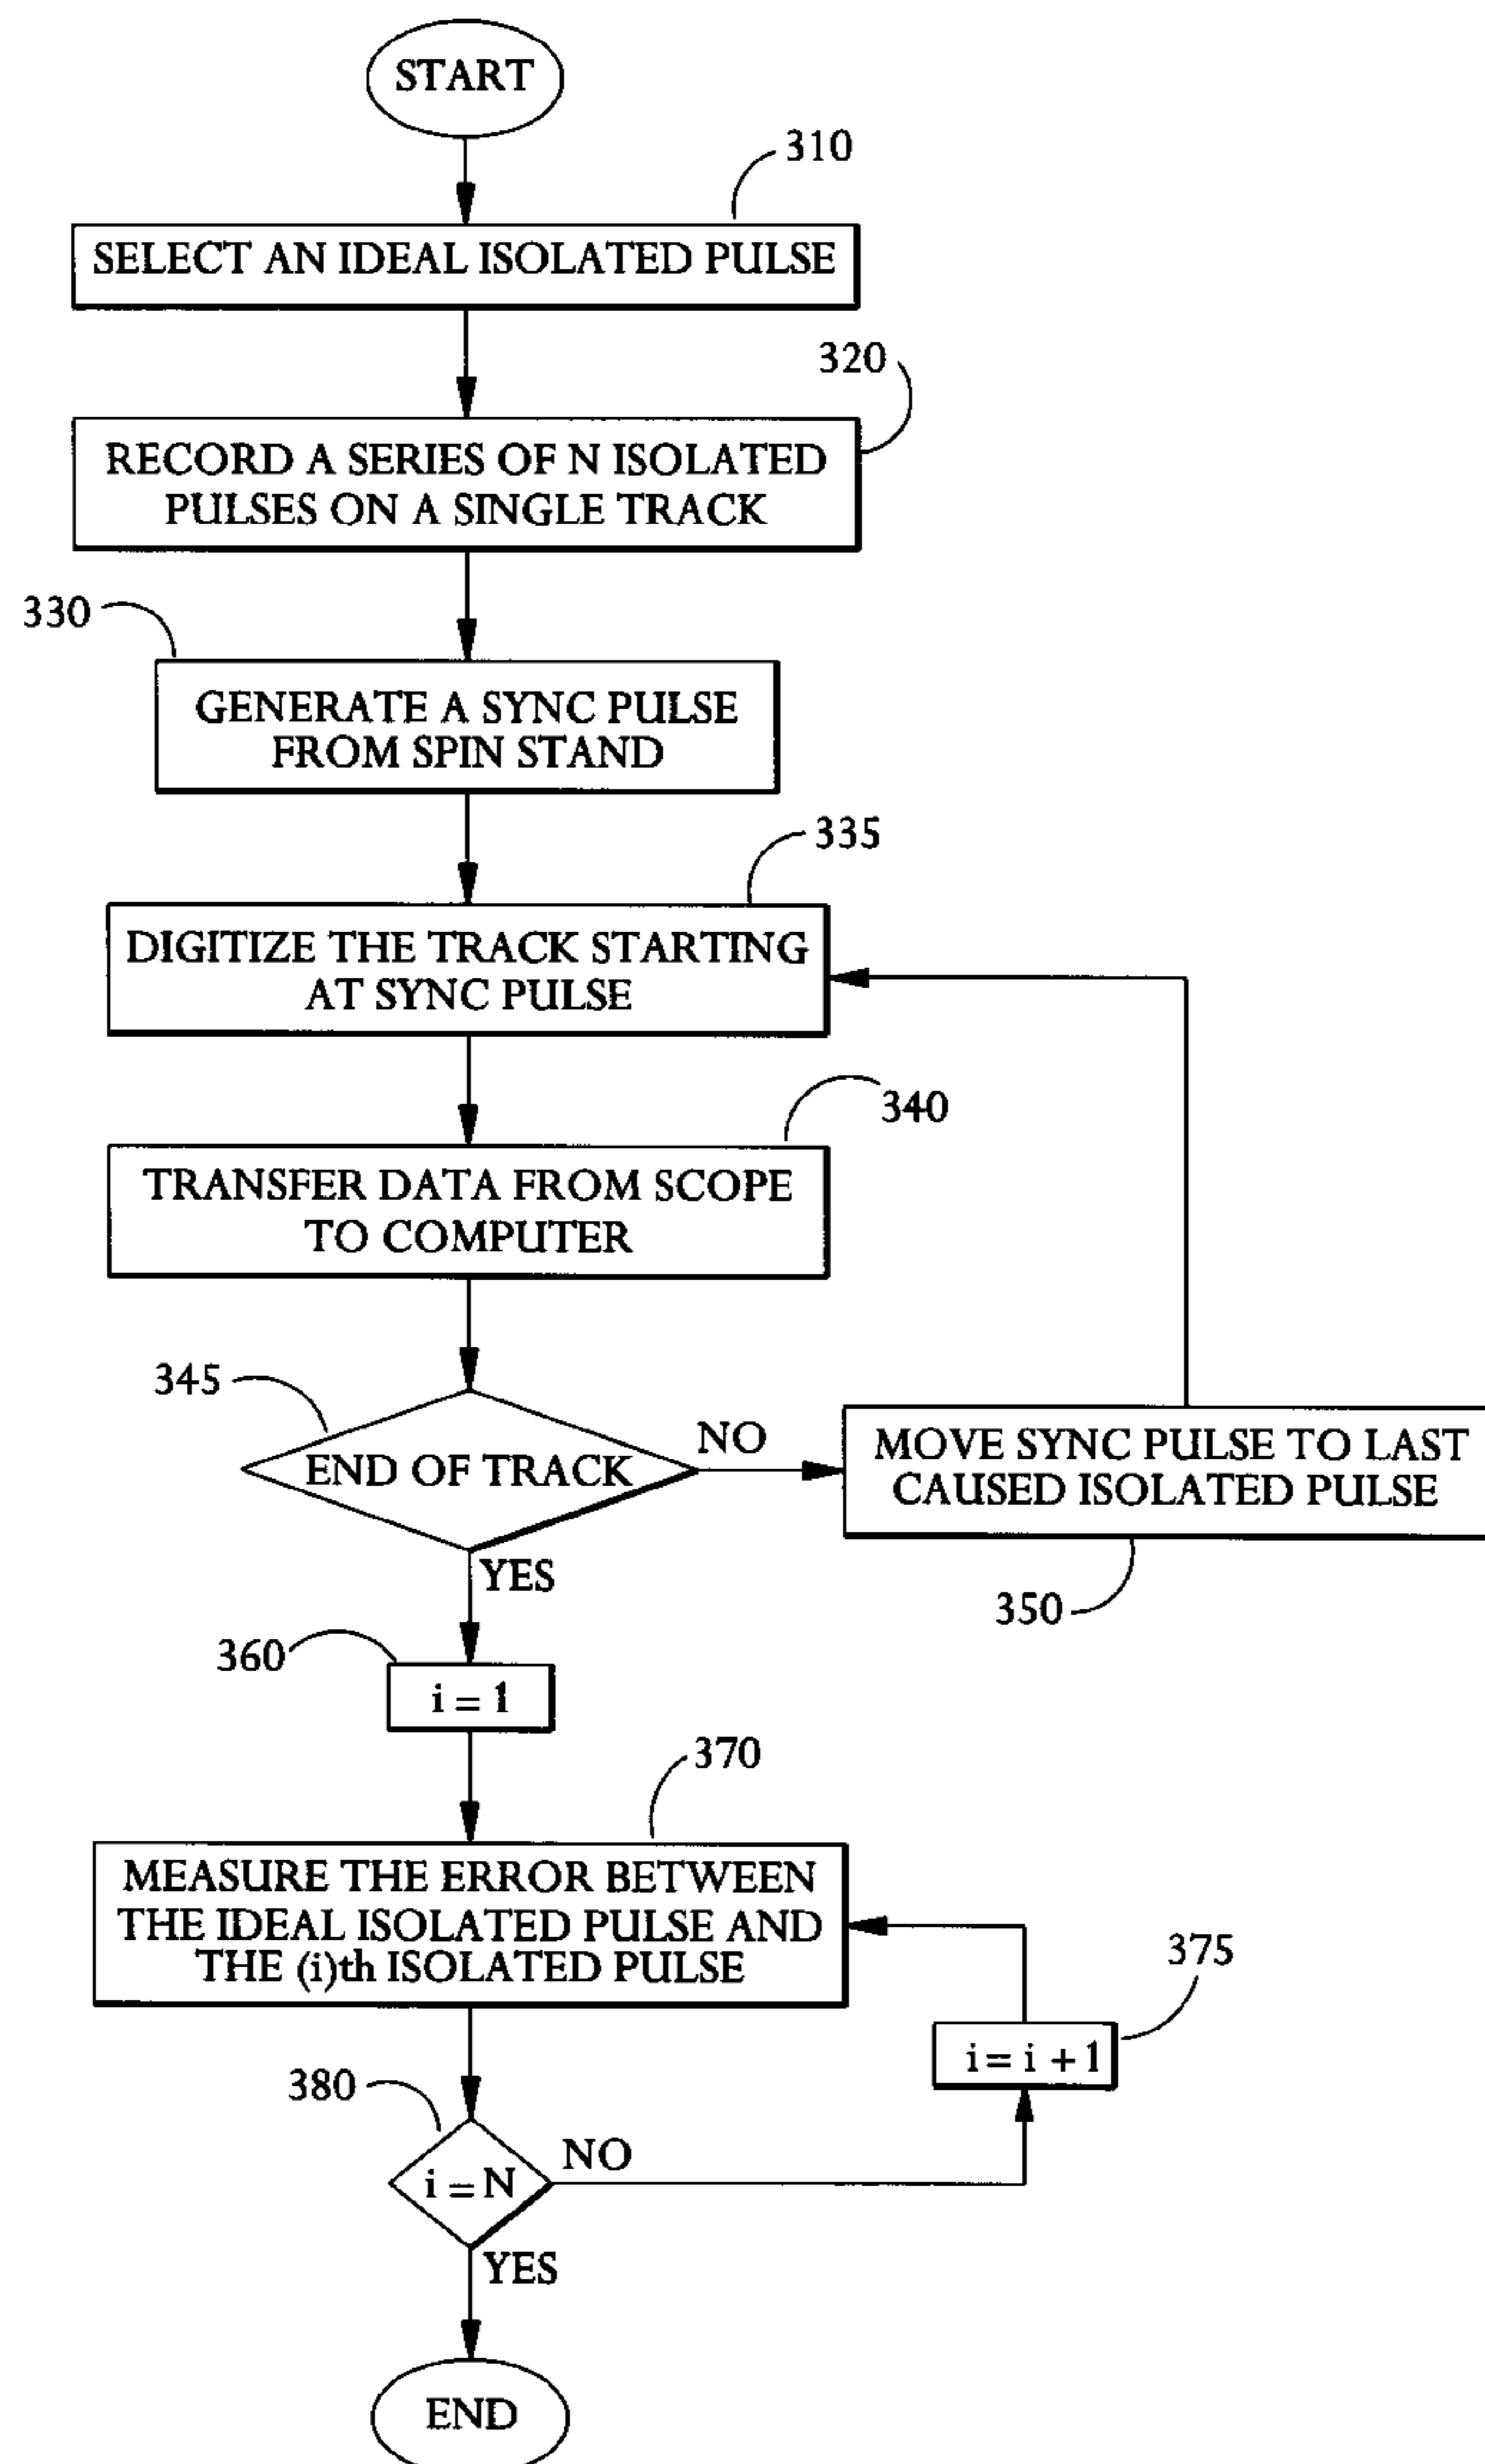 START
310
SELECT AN IDEAL ISOLATED PULSE
320
RECORD A SERIES OF N ISOLATED
PULSES ON A SINGLE TRACK
330
GENERATE A SYNC PULSE
FROM SPIN STAND
335
DIGITIZE THE TRACK STARTING
AT SYNC PULSE
340
TRANSFER DATA FROM SCOPE
TO COMPUTER
345
END OF TRACK
NO
MOVE SYNC PULSE TO LAST
CAUSED ISOLATED PULSE
350
YES
360
i = 1
370
MEASURE THE ERROR BETWEEN
THE IDEAL ISOLATED PULSE AND
THE (i)th ISOLATED PULSE
375
i = i + 1
380
i = N
NO
YES
END